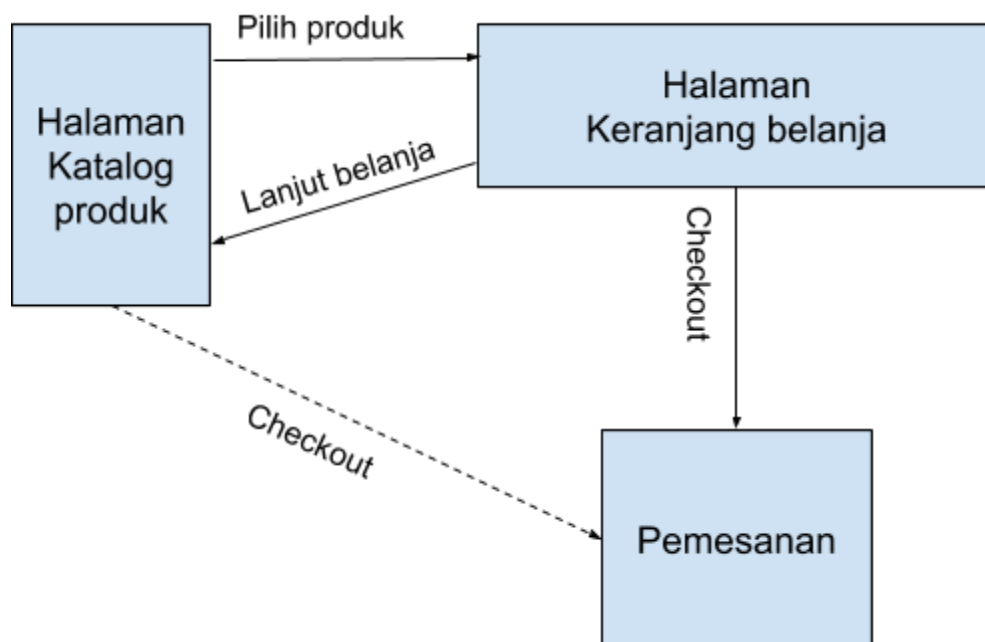 Pilih produk
Halaman
Katalog
produk
Halaman
Keranjang belanja
Lanjut belanja
Checkout
Checkout
Pemesanan